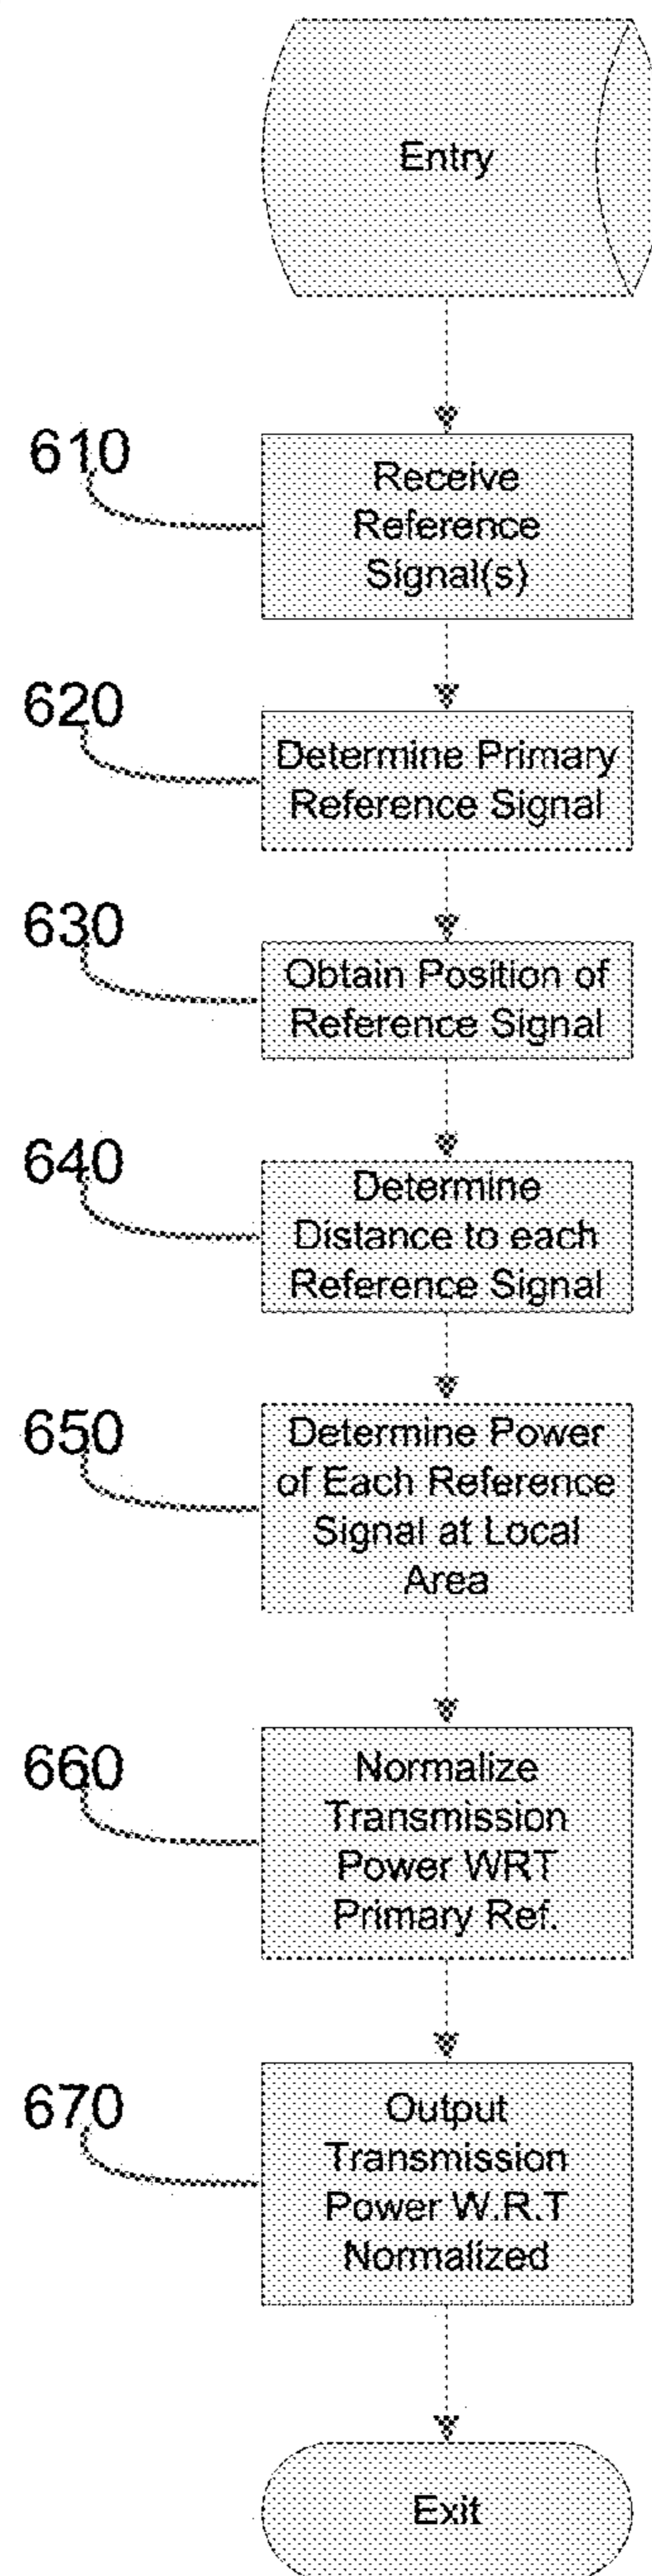 Entry
610
Receive
Reference
Signal(s)
620
Determine Primary
Reference Signal
630
Obtain Position of
Reference Signal
640
Determine
Distance to each
Reference Signal
650
Determine Power
of Each Reference
Signal at Local
Area
660
Normalize
Transmission
Power WRT
Primary Ref.
670
Output
Transmission
Power W.R.T
Normalized
Exit